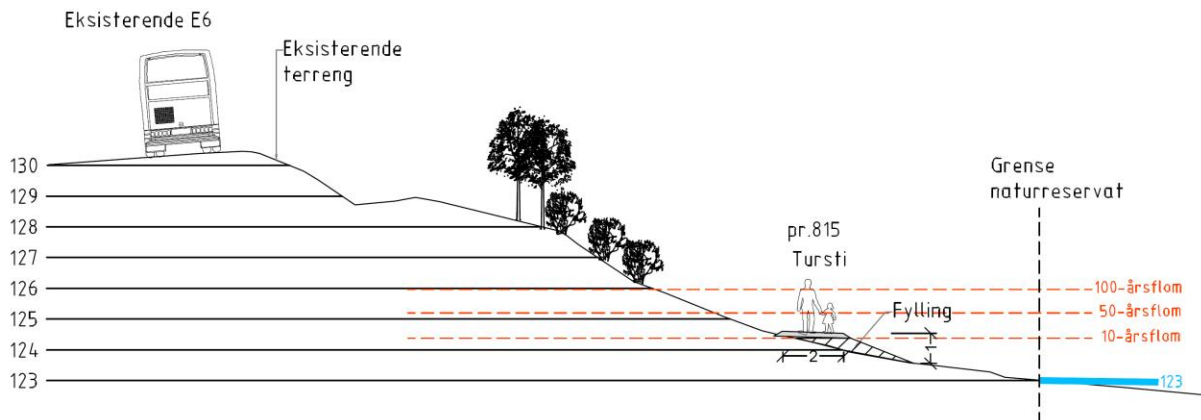 Eksisterende E6
Eksisterende
terreng
Grense
naturreservat
pr.815
Tursti
Fylling
130
129
128
127
126
125
124
123
100-årsflom
50-årsflom
10-årsflom
2
1
123